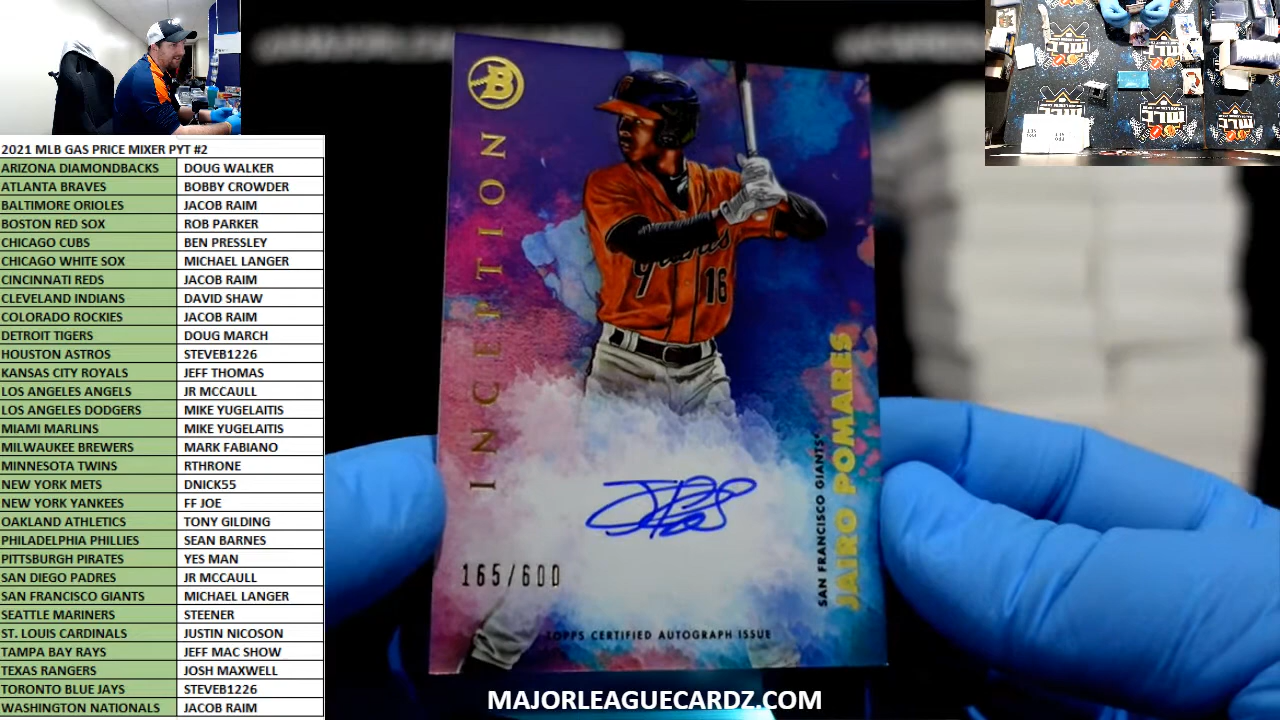 2021 MLB GAS PRICE MIXER PYT #2
ARIZONA DIAMONDBACKS DOUG WALKER
ATLANTA BRAVES BOBBY CROWDER
BALTIMORE ORIOLES JACOB RAIM
BOSTON RED SOX ROB PARKER
CHICAGO CUBS BEN PRESSLEY
CHICAGO WHITE SOX MICHAEL LANGER
CINCINNATI REDS JACOB RAIM
CLEVELAND INDIANS DAVID SHAW
COLORADO ROCKIES JACOB RAIM
DETROIT TIGERS DOUG MARCH
HOUSTON ASTROS STEVEB1226
KANSAS CITY ROYALS JEFF THOMAS
LOS ANGELES ANGELS JR MCCAULL
LOS ANGELES DODGERS MIKE YUGELAITIS
MIAMI MARLINS MIKE YUGELAITIS
MILWAUKEE BREWERS MARK FABIANO
MINNESOTA TWINS RTHRONE
NEW YORK METS DNICK55
NEW YORK YANKEES FF JOE
OAKLAND ATHLETICS TONY GILDING
PHILADELPHIA PHILLIES SEAN BARNES
PITTSBURGH PIRATES YES MAN
SAN DIEGO PADRES JR MCCAULL
SAN FRANCISCO GIANTS MICHAEL LANGER
SEATTLE MARINERS STEENER
ST. LOUIS CARDINALS JUSTIN NICOSON
TAMPA BAY RAYS JEFF MAC SHOW
TEXAS RANGERS JOSH MAXWELL
TORONTO BLUE JAYS STEVEB1226
WASHINGTON NATIONALS JACOB RAIM
B
INCEPTION
Giants
16
SAN FRANCISCO GIANTS
JAIRO POMARES
165/600
TOPPS CERTIFIED AUTOGRAPH ISSUE
MAJORLEAGUECARDZ.COM
MLC
MLC
MLC
MLC
MLC